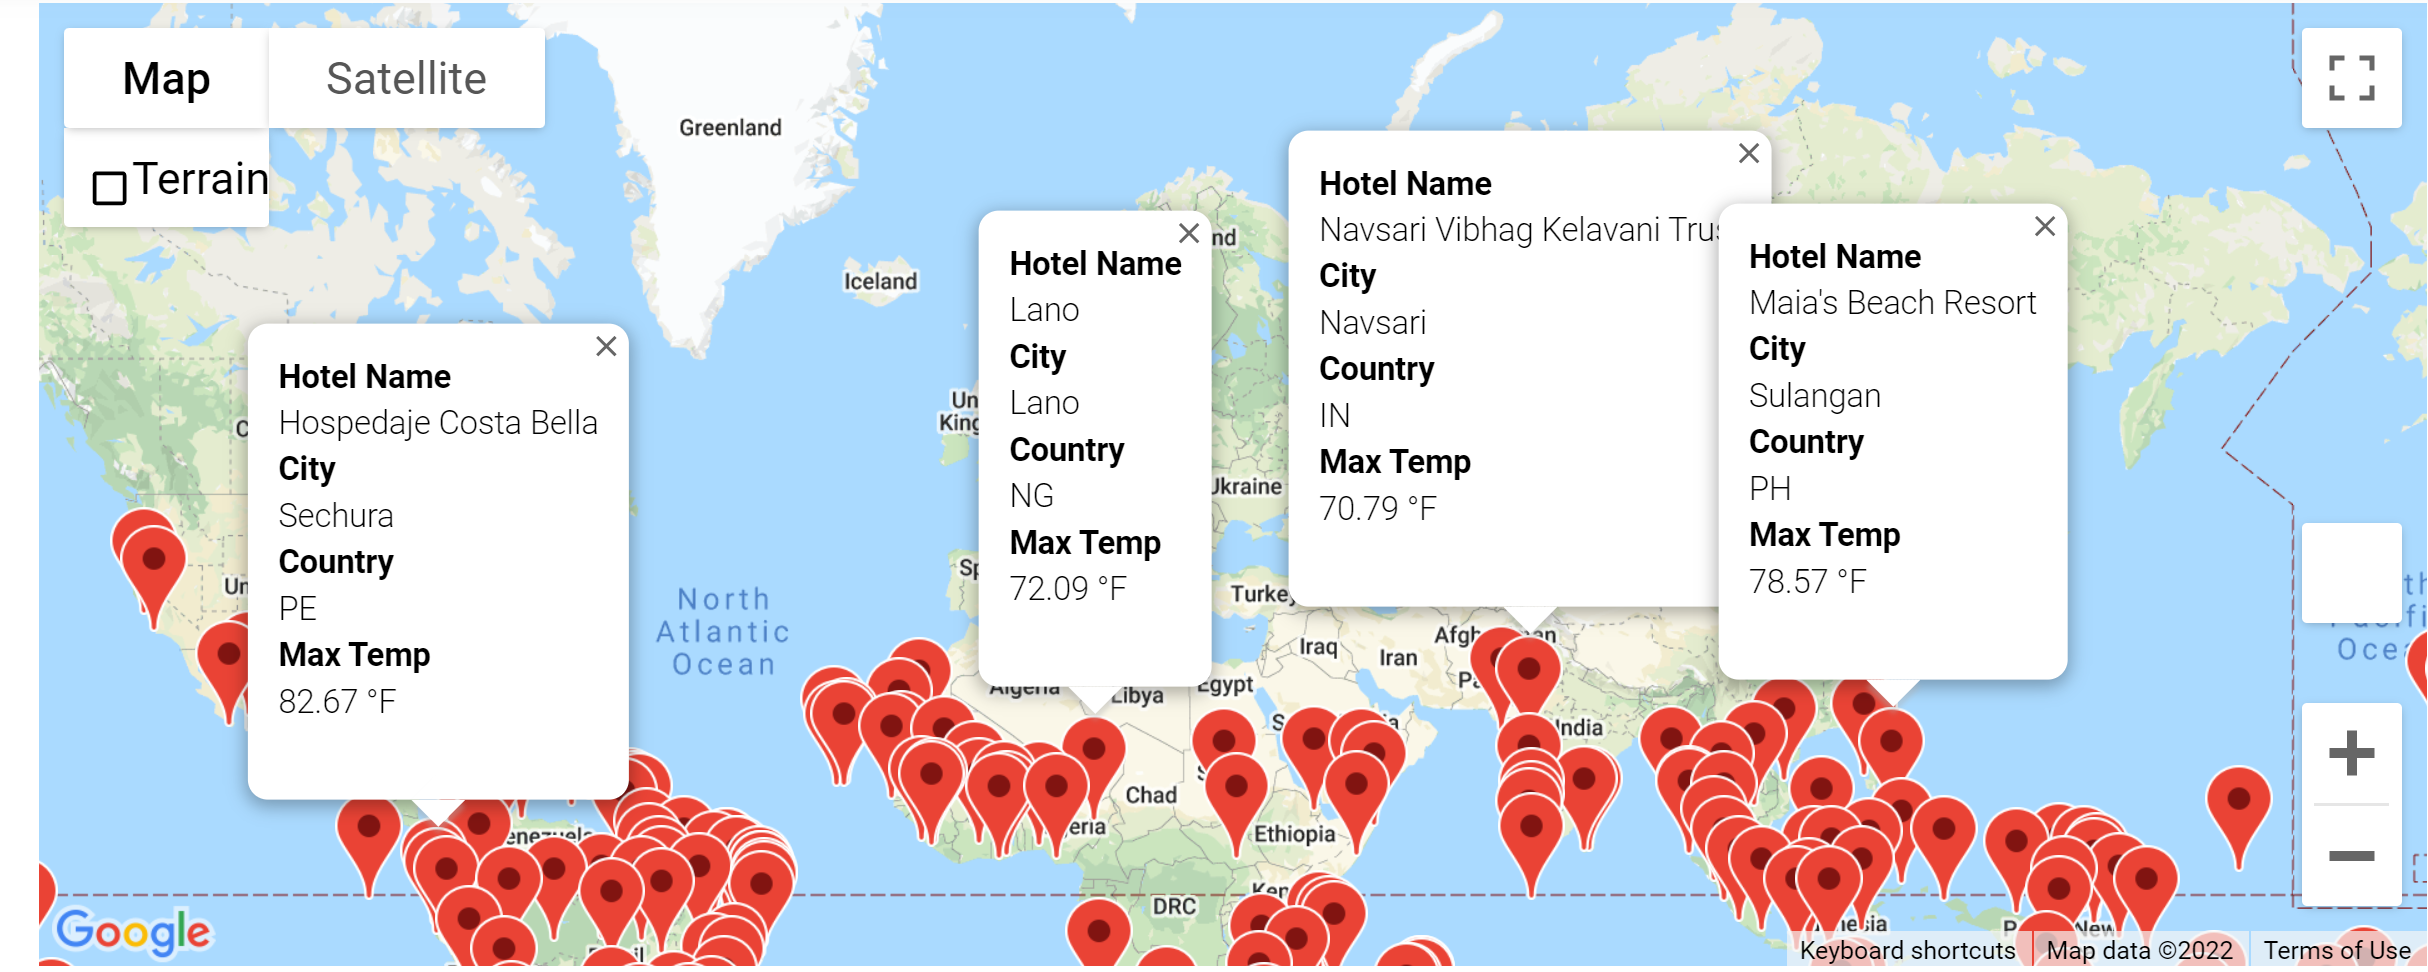 Map
Satellite
Terrain
Greenland
Iceland
Hotel Name
Hospedaje Costa Bella
City
Sechura
Country
PE
Max Temp
82.67 °F
Hotel Name
Lano
City
Lano
Country
NG
Max Temp
72.09 °F
Hotel Name
Navsari Vibhag Kelavani
City
Navsari
Country
IN
Max Temp
70.79 °F
Hotel Name
Maia's Beach Resort
City
Sulangan
Country
PH
Max Temp
78.57 °F
Ukraine
North
Atlantic
Ocean
Iraq
Iran
Algeria
Libya
Egypt
India
Chad
Ethiopia
DRC
New
Google
Keyboard shortcuts
Map data ©2022
Terms of Use